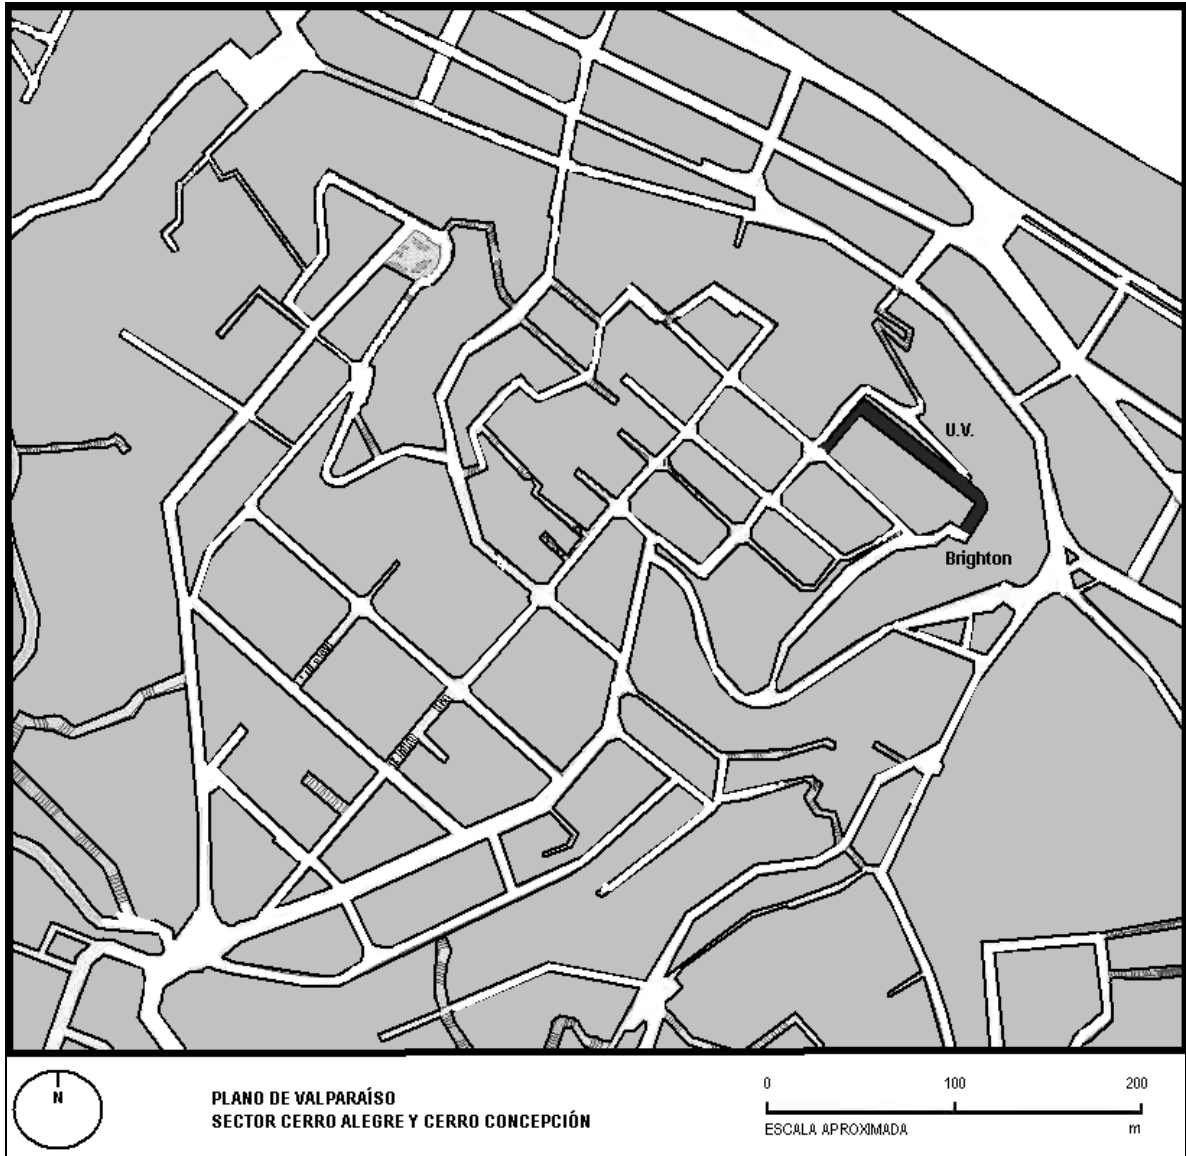 U.V.
Brighton
N
PLANO DE VALPARAÍSO
SECTOR CERRO ALEGRE Y CERRO CONCEPCIÓN
0 100 200
ESCALA APROXIMADA m